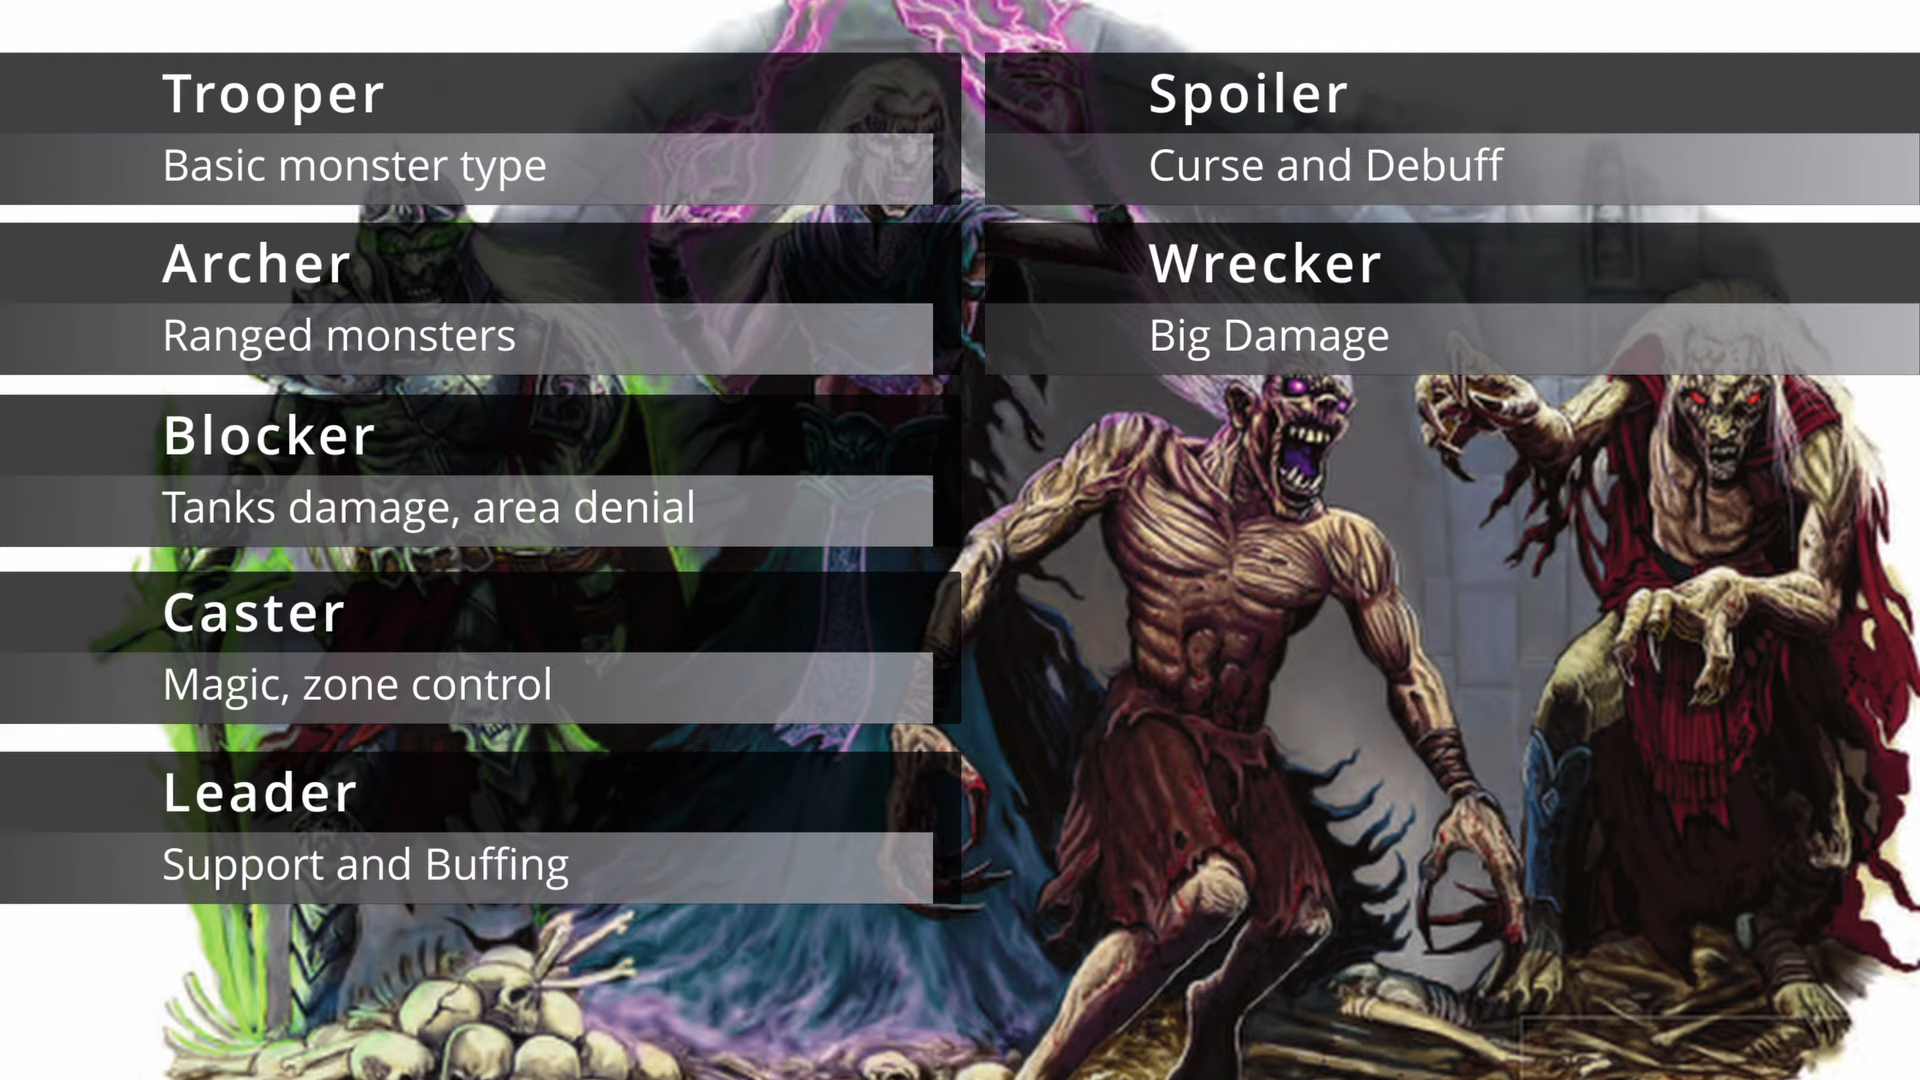 Trooper
Basic monster type
Archer
Ranged monsters
Blocker
Tanks damage, area denial
Caster
Magic, zone control
Leader
Support and Buffing
Spoiler
Curse and Debuff
Wrecker
Big Damage